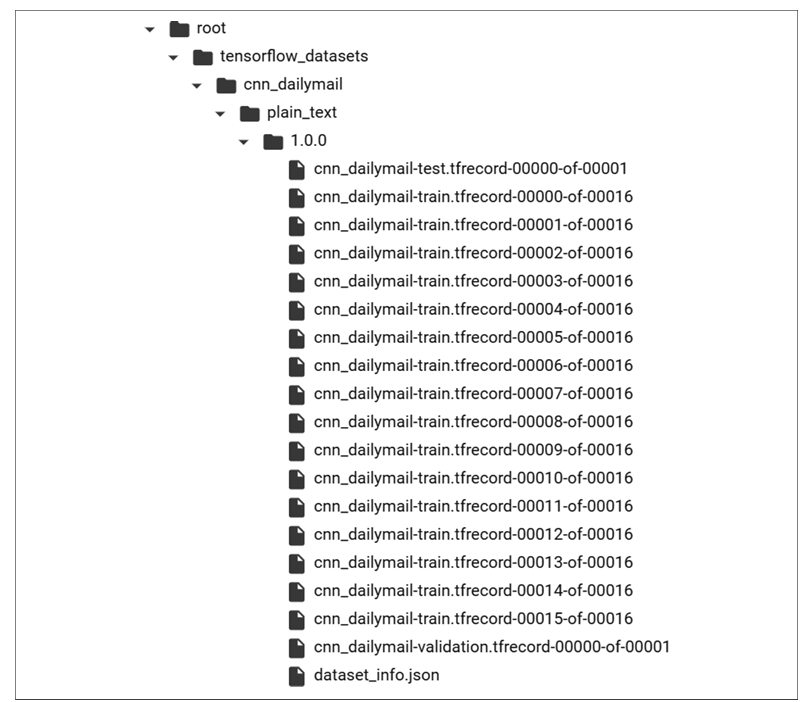 root
tensorflow_datasets
cnn_dailymail
plain_text
1.0.0
cnn_dailymail-test.tfrecord-00000-of-00001
cnn_dailymail-train.tfrecord-00000-of-00016
cnn_dailymail-train.tfrecord-00001-of-00016
cnn_dailymail-train.tfrecord-00002-of-00016
cnn_dailymail-train.tfrecord-00003-of-00016
cnn_dailymail-train.tfrecord-00004-of-00016
cnn_dailymail-train.tfrecord-00005-of-00016
cnn_dailymail-train.tfrecord-00006-of-00016
cnn_dailymail-train.tfrecord-00007-of-00016
cnn_dailymail-train.tfrecord-00008-of-00016
cnn_dailymail-train.tfrecord-00009-of-00016
cnn_dailymail-train.tfrecord-00010-of-00016
cnn_dailymail-train.tfrecord-00011-of-00016
cnn_dailymail-train.tfrecord-00012-of-00016
cnn_dailymail-train.tfrecord-00013-of-00016
cnn_dailymail-train.tfrecord-00014-of-00016
cnn_dailymail-train.tfrecord-00015-of-00016
cnn_dailymail-validation.tfrecord-00000-of-00001
dataset_info.json